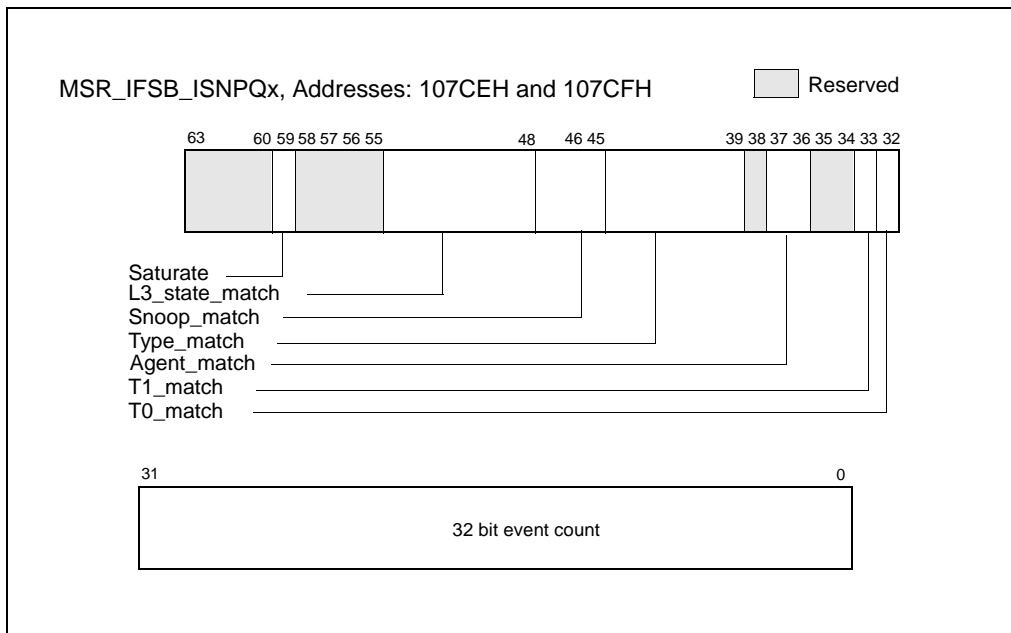 MSR_IFSB_ISNPQx, Addresses: 107CEH and 107CFH
Reserved
63 60 59 58 57 56 55 48 46 45 39 38 37 36 35 34 33 32
Saturate
L3_state_match
Snoop_match
Type_match
Agent_match
T1_match
T0_match
31 0
32 bit event count